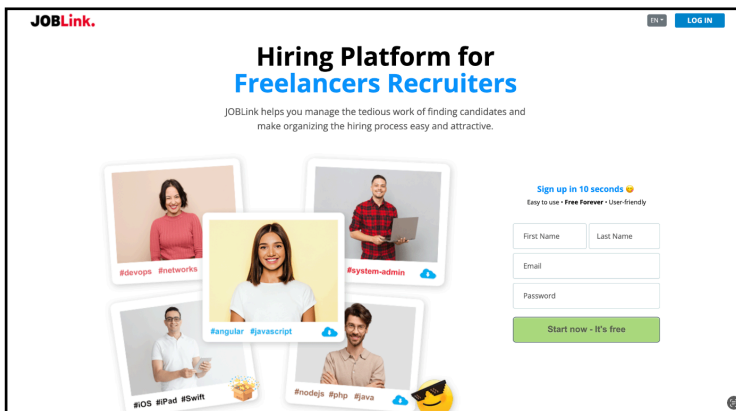 JOBLink.
EN
LOG IN
Hiring Platform for
Freelancers Recruiters
JOBLink helps you manage the tedious work of finding candidates and
make organizing the hiring process easy and attractive.
Sign up in 10 seconds
Easy to use • Free Forever • User-friendly
First Name
Last Name
Email
Password
Start now - It's free
#devops #networks
#system-admin
#angular #javascript
#iOS #iPad #Swift
#nodejs #php #java